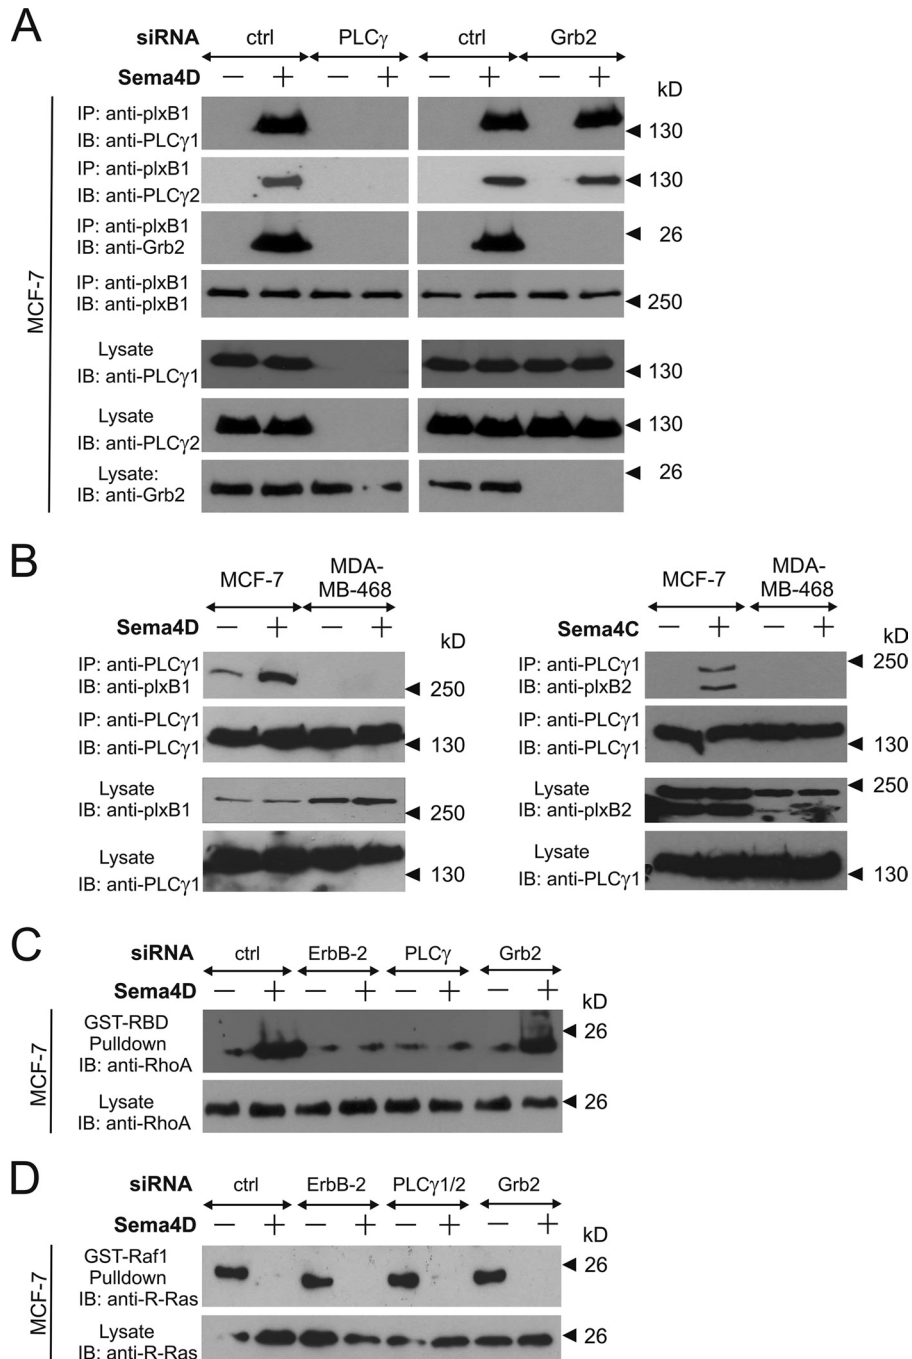 A
siRNA ctrl PLCγ ctrl Grb2
Sema4D − + − + − + − +
kD
MCF-7
IP: anti-plxB1
IB: anti-PLCγ1
◄ 130
IP: anti-plxB1
IB: anti-PLCγ2
◄ 130
IP: anti-plxB1
IB: anti-Grb2
◄ 26
IP: anti-plxB1
IB: anti-plxB1
◄ 250
Lysate
IB: anti-PLCγ1
◄ 130
Lysate
IB: anti-PLCγ2
◄ 130
Lysate:
IB: anti-Grb2
◄ 26
B
MCF-7 MDA-
MB-468
Sema4D − + − +
kD
IP: anti-PLCγ1
IB: anti-plxB1
◄ 250
IP: anti-PLCγ1
IB: anti-PLCγ1
◄ 130
Lysate
IB: anti-plxB1
◄ 250
Lysate
IB: anti-PLCγ1
◄ 130
MCF-7 MDA-
MB-468
Sema4C − + − +
kD
IP: anti-PLCγ1
IB: anti-plxB2
◄ 250
IP: anti-PLCγ1
IB: anti-PLCγ1
◄ 130
Lysate
IB: anti-plxB2
◄ 250
Lysate
IB: anti-PLCγ1
◄ 130
C
siRNA ctrl ErbB-2 PLCγ Grb2
Sema4D − + − + − + − +
kD
MCF-7
GST-RBD
Pulldown
IB: anti-RhoA
◄ 26
Lysate
IB: anti-RhoA
◄ 26
D
siRNA ctrl ErbB-2 PLCγ1/2 Grb2
Sema4D − + − + − + − +
kD
MCF-7
GST-Raf1
Pulldown
IB: anti-R-Ras
◄ 26
Lysate
IB: anti-R-Ras
◄ 26